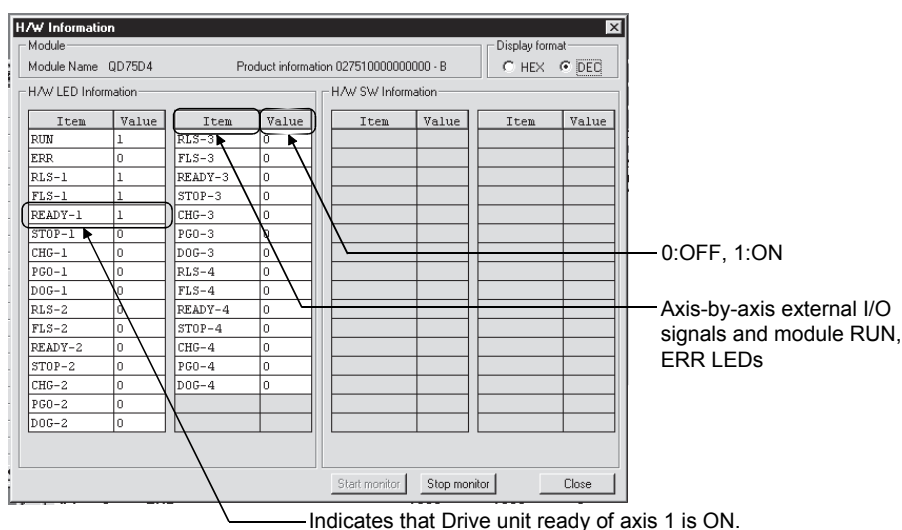 H/W Information
Module
Module Name QD75D4 Product information 027510000000000 - B
Display format
HEX DEC
H/W LED Information
H/W SW Information
Item Value Item Value Item Value Item Value
RUN 1 RLS-3 0
ERR 0 FLS-3 0
RLS-1 1 READY-3 0
FLS-1 1 STOP-3 0
READY-1 1 CHG-3 0
STOP-1 0 PGO-3 0
CHG-1 0 DOG-3 0
PGO-1 0 RLS-4 0
DOG-1 0 FLS-4 0
RLS-2 0 READY-4 0
FLS-2 0 STOP-4 0
READY-2 0 CHG-4 0
STOP-2 0 PGO-4 0
CHG-2 0 DOG-4 0
PGO-2 0
DOG-2 0
0:OFF, 1:ON
Axis-by-axis external I/O
signals and module RUN,
ERR LEDs
Start monitor Stop monitor Close
Indicates that Drive unit ready of axis 1 is ON.